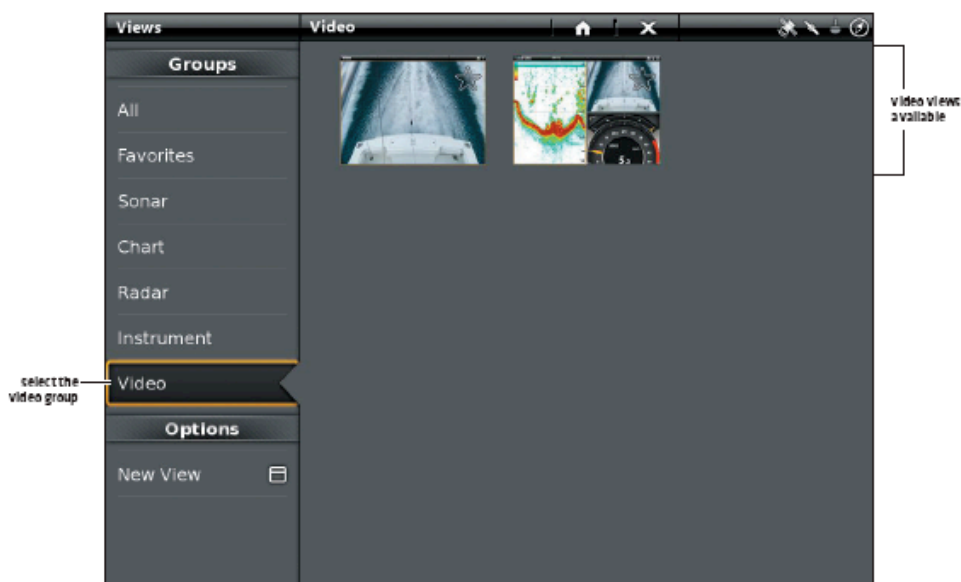 Views
Video
Groups
All
Favorites
Sonar
Chart
Radar
Instrument
Video
Options
New View
select the
video group
video views
available